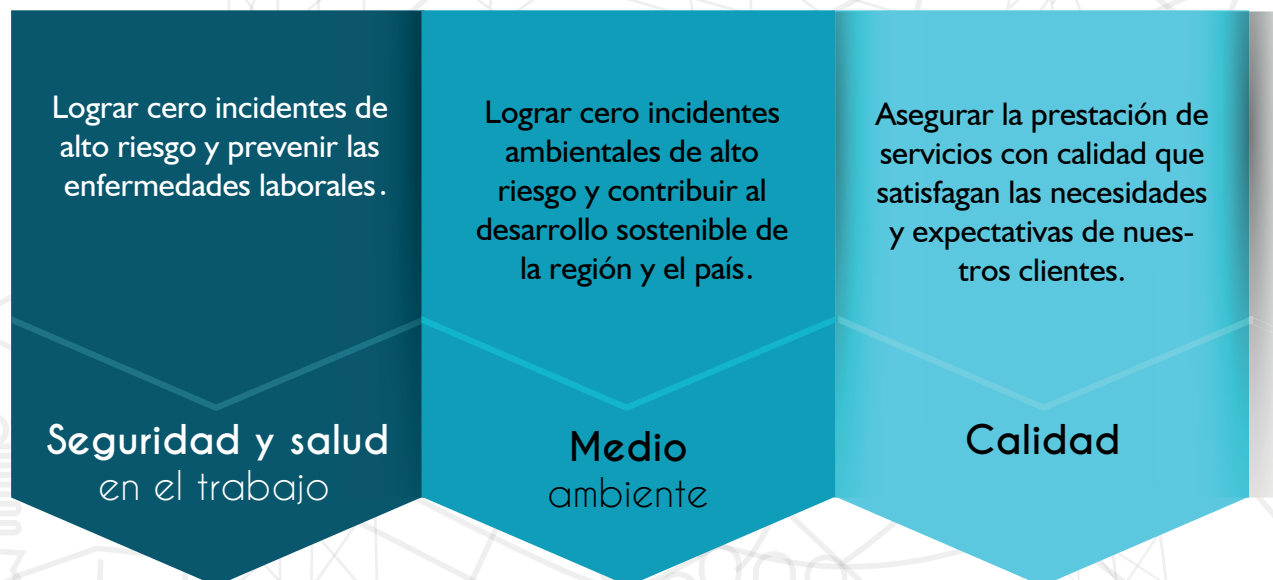 Lograr cero incidentes de
alto riesgo y prevenir las
enfermedades laborales.
Seguridad y salud
en el trabajo
Lograr cero incidentes
ambientales de alto
riesgo y contribuir al
desarrollo sostenible de
la región y el país.
Medio
ambiente
Asegurar la prestación de
servicios con calidad que
satisfagan las necesidades
y expectativas de nues-
tros clientes.
Calidad